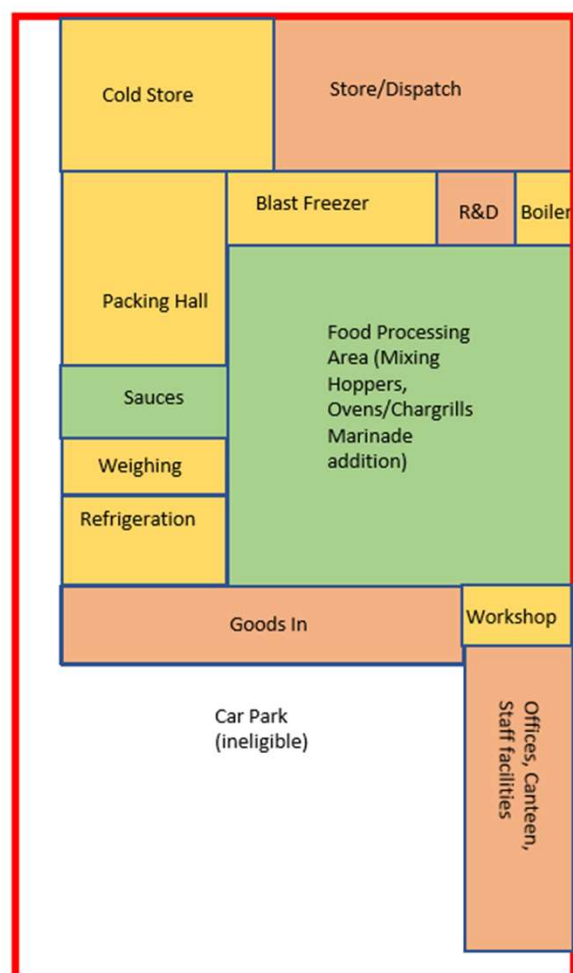 Cold Store
Store/Dispatch
Blast Freezer
R&D
Boiler
Packing Hall
Food Processing
Area (Mixing
Hoppers,
Ovens/Chargrills
Marinade
addition)
Sauces
Weighing
Refrigeration
Goods In
Workshop
Car Park
(ineligible)
Offices, Canteen,
Staff facilities